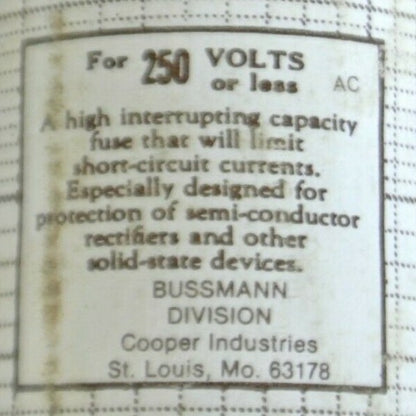 For 250 VOLTS
or less AC
A high interrupting capacity
fuse that will limit
short-circuit currents.
Especially designed for
protection of semi-conductor
rectifiers and other
solid-state devices.
BUSSMANN
DIVISION
Cooper Industries
St. Louis, Mo. 63178